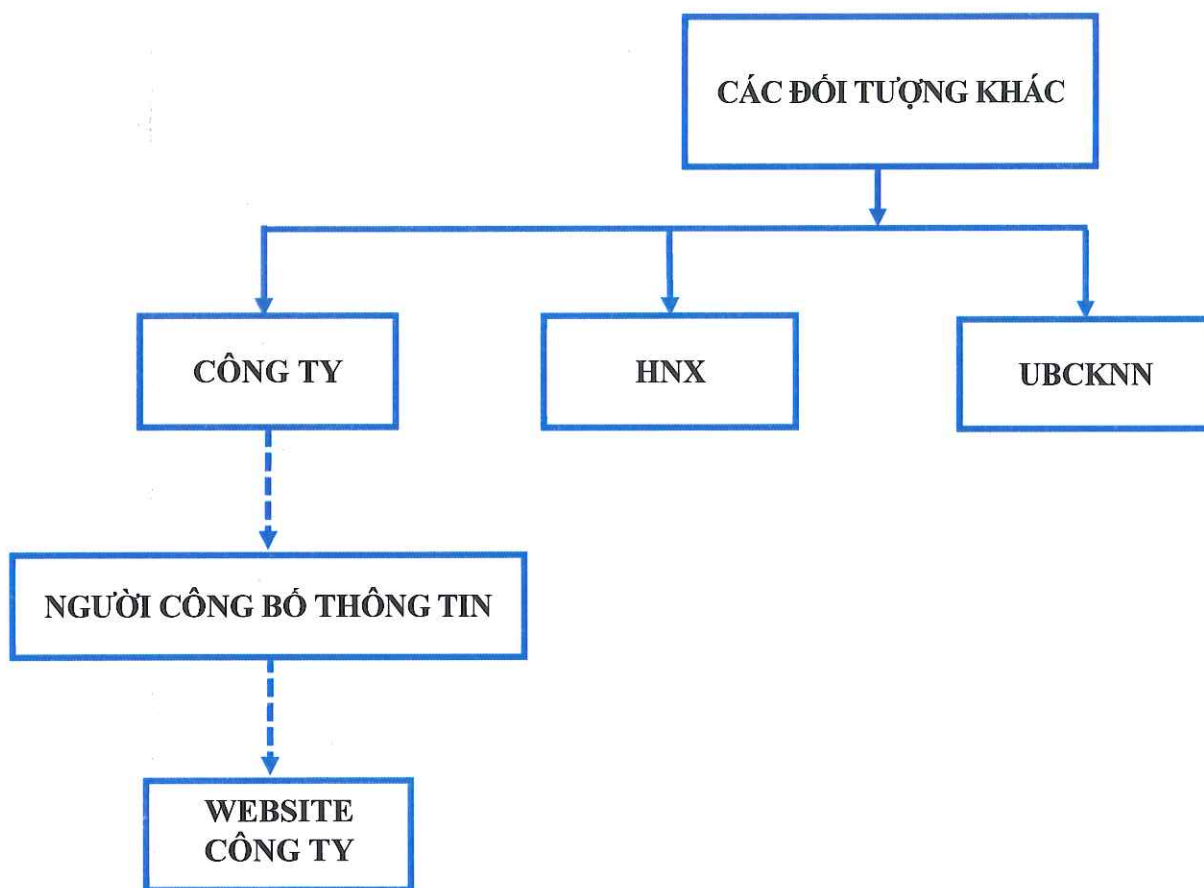 CÁC ĐỐI TƯỢNG KHÁC
CÔNG TY
HNX
UBCKNN
NGƯỜI CÔNG BỐ THÔNG TIN
WEBSITE
CÔNG TY